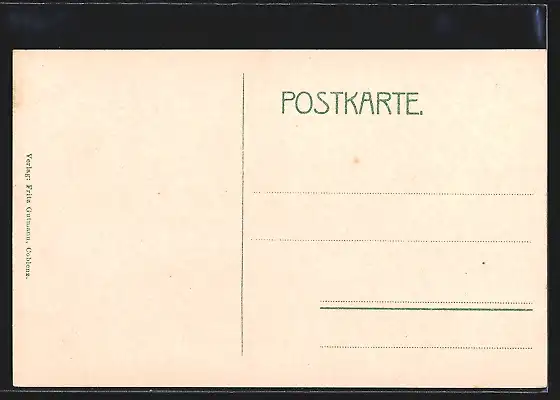 POSTKARTE.
Verlag: Fritz Gutmann, Coblenz.